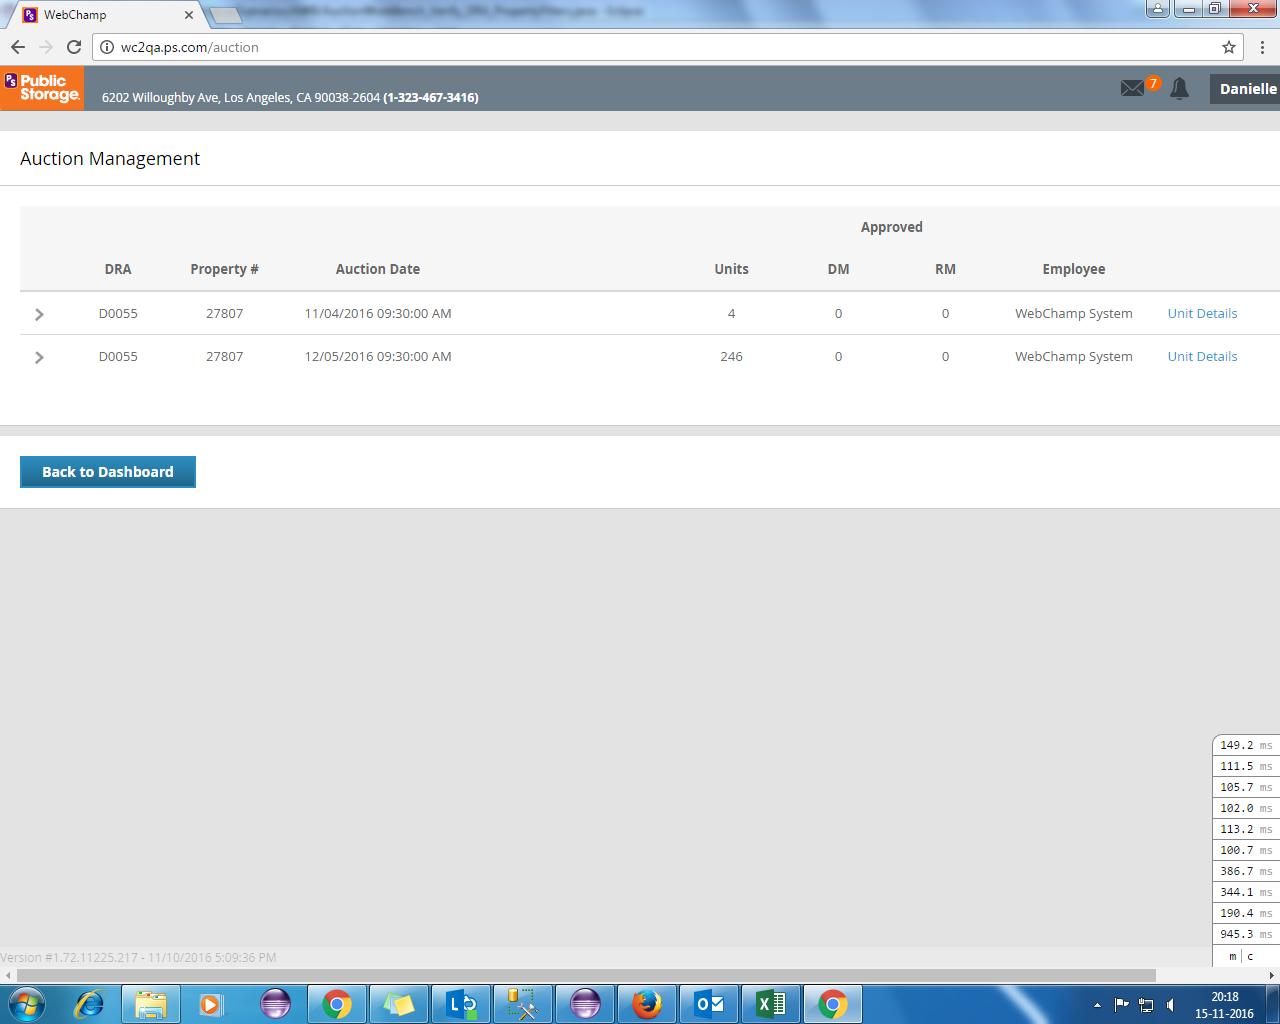 WebChamp
wc2qa.ps.com/auction
PS Public Storage.
6202 Willoughby Ave, Los Angeles, CA 90038-2604 (1-323-467-3416)
7
Danielle
Auction Management
Approved
DRA Property # Auction Date Units DM RM Employee
D0055 27807 11/04/2016 09:30:00 AM 4 0 0 WebChamp System Unit Details
D0055 27807 12/05/2016 09:30:00 AM 246 0 0 WebChamp System Unit Details
Back to Dashboard
149.2 ms
111.5 ms
105.7 ms
102.0 ms
113.2 ms
100.7 ms
386.7 ms
344.1 ms
190.4 ms
945.3 ms
m | c
Version #1.72.11225.217 - 11/10/2016 5:09:36 PM
20:18
15-11-2016